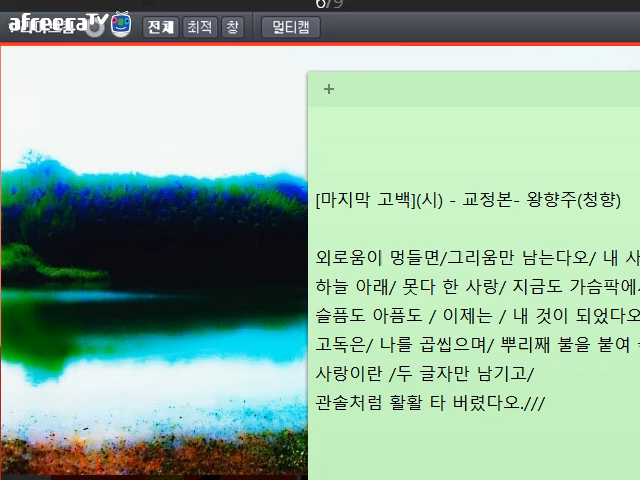 6/9
afreecaTV
전체 최적 창 멀티캠
+
[마지막 고백](시) - 교정본- 왕향주(청향)
외로움이 멍들면/그리움만 남는다오/ 내 사
하늘 아래/ 못다 한 사랑/ 지금도 가슴팍에
슬픔도 아픔도 / 이제는 / 내 것이 되었다오
고독은/ 나를 곱씹으며/ 뿌리째 불을 붙여
사랑이란 /두 글자만 남기고/
관솔처럼 활활 타 버렸다오.///